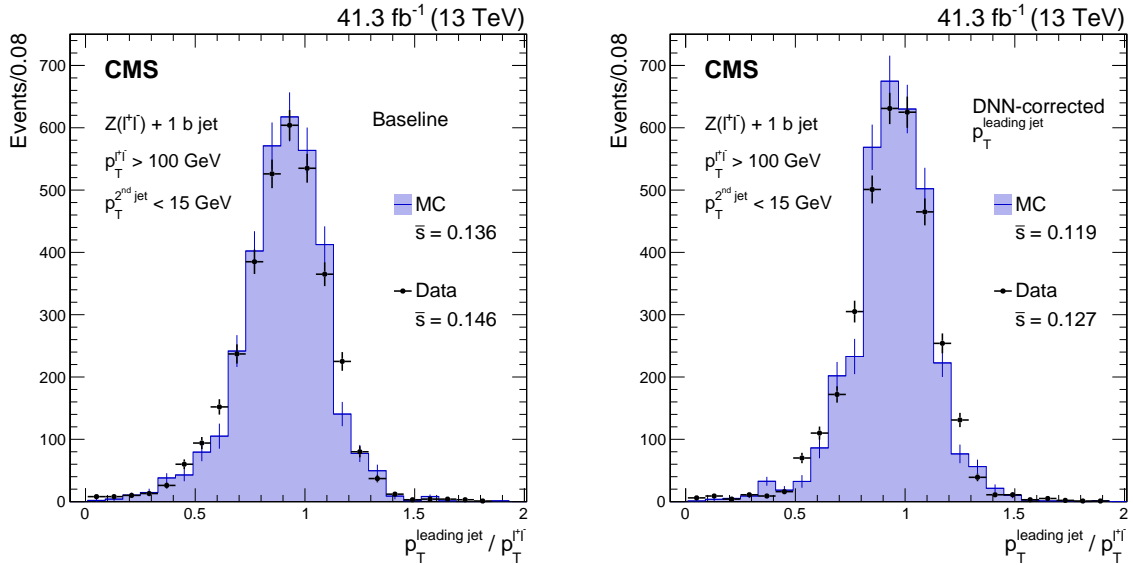 41.3 fb⁻¹ (13 TeV)
Events/0.08
CMS
Z(l⁺l⁻) + 1 b jet
p_T^{l⁺l⁻} > 100 GeV
p_T^{2nd jet} < 15 GeV
Baseline
MC
s̄ = 0.136
Data
s̄ = 0.146
700
600
500
400
300
200
100
0
0 0.5 1 1.5 2
p_T^{leading jet} / p_T^{l⁺l⁻}
41.3 fb⁻¹ (13 TeV)
Events/0.08
CMS
Z(l⁺l⁻) + 1 b jet
p_T^{l⁺l⁻} > 100 GeV
p_T^{2nd jet} < 15 GeV
DNN-corrected
p_T^{leading jet}
MC
s̄ = 0.119
Data
s̄ = 0.127
700
600
500
400
300
200
100
0
0 0.5 1 1.5 2
p_T^{leading jet} / p_T^{l⁺l⁻}